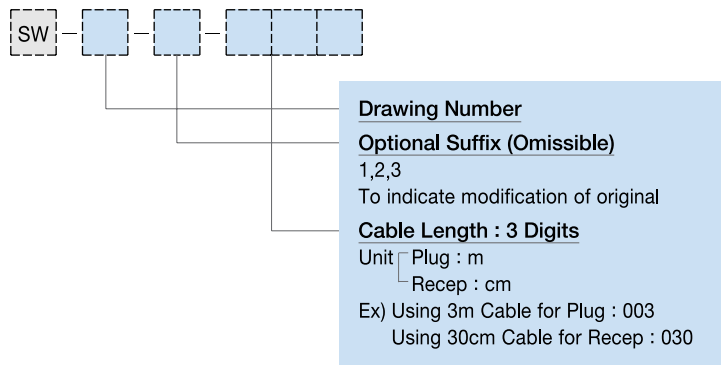 SW
Drawing Number
Optional Suffix (Omissible)
1,2,3
To indicate modification of original
Cable Length : 3 Digits
Unit Plug : m
Recep : cm
Ex) Using 3m Cable for Plug : 003
Using 30cm Cable for Recep : 030